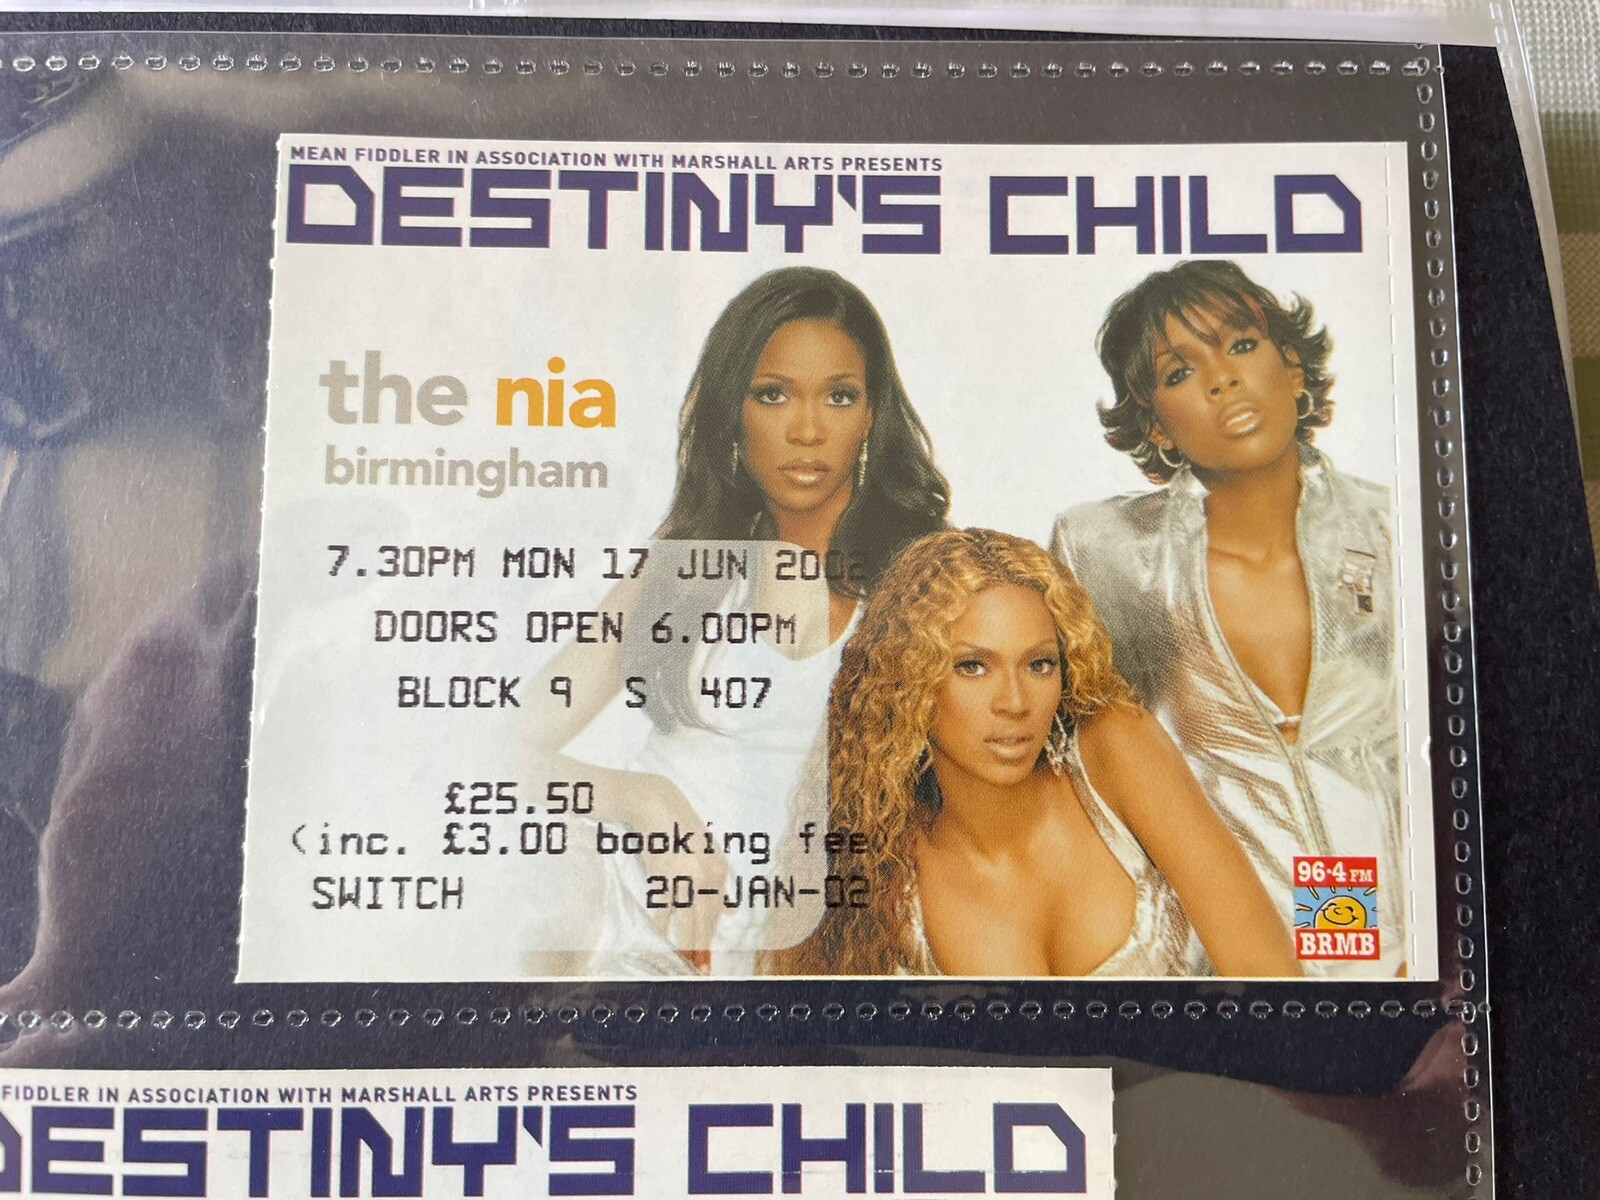 MEAN FIDDLER IN ASSOCIATION WITH MARSHALL ARTS PRESENTS
DESTINY'S CHILD
the nia
birmingham
7.30PM MON 17 JUN 2002
DOORS OPEN 6.00PM
BLOCK 9 S 407
£25.50
(inc. £3.00 booking fee
SWITCH 20-JAN-02
96.4 FM
BRMB
FIDDLER IN ASSOCIATION WITH MARSHALL ARTS PRESENTS
DESTINY'S CHILD